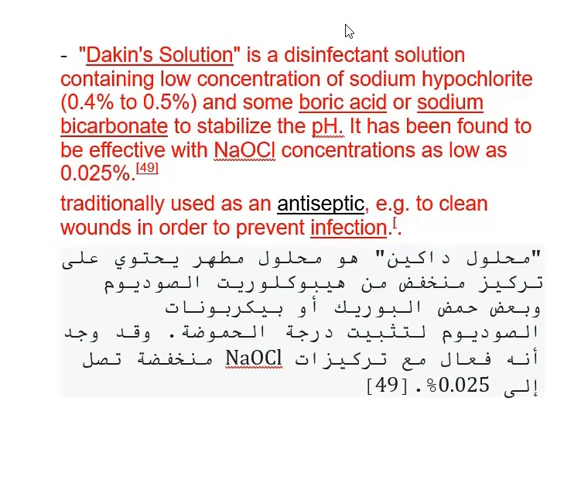 - "Dakin's Solution" is a disinfectant solution
containing low concentration of sodium hypochlorite
(0.4% to 0.5%) and some boric acid or sodium
bicarbonate to stabilize the pH. It has been found to
be effective with NaOCl concentrations as low as
0.025%.[49]
traditionally used as an antiseptic, e.g. to clean
wounds in order to prevent infection.[.
"محلول داكين" هو محلول مطهر يحتوي على
تركيز منخفض من هيبوكلوريت الصوديوم
وبعض حمض البوريك أو بيكربونات
الصوديوم لتثبيت درجة الحموضة. وقد وجد
أنه فعال مع تركيزات NaOCl منخفضة تصل
إلى 0.025%. [49]